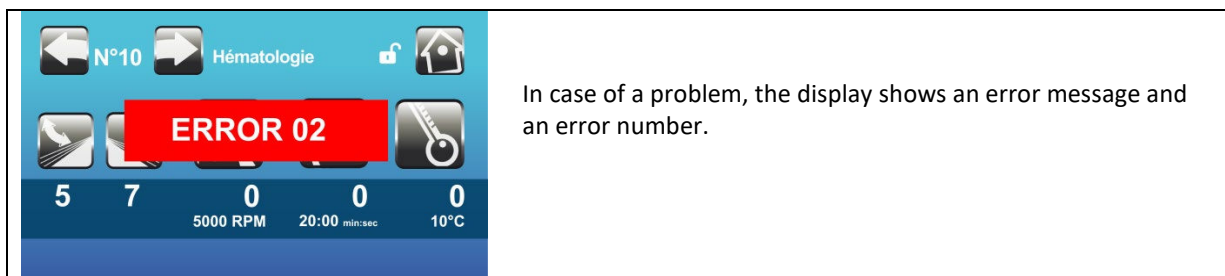 N°10
Hématologie
ERROR 02
5 7 0 0 0
5000 RPM 20:00 min:sec 10°C
In case of a problem, the display shows an error message and
an error number.